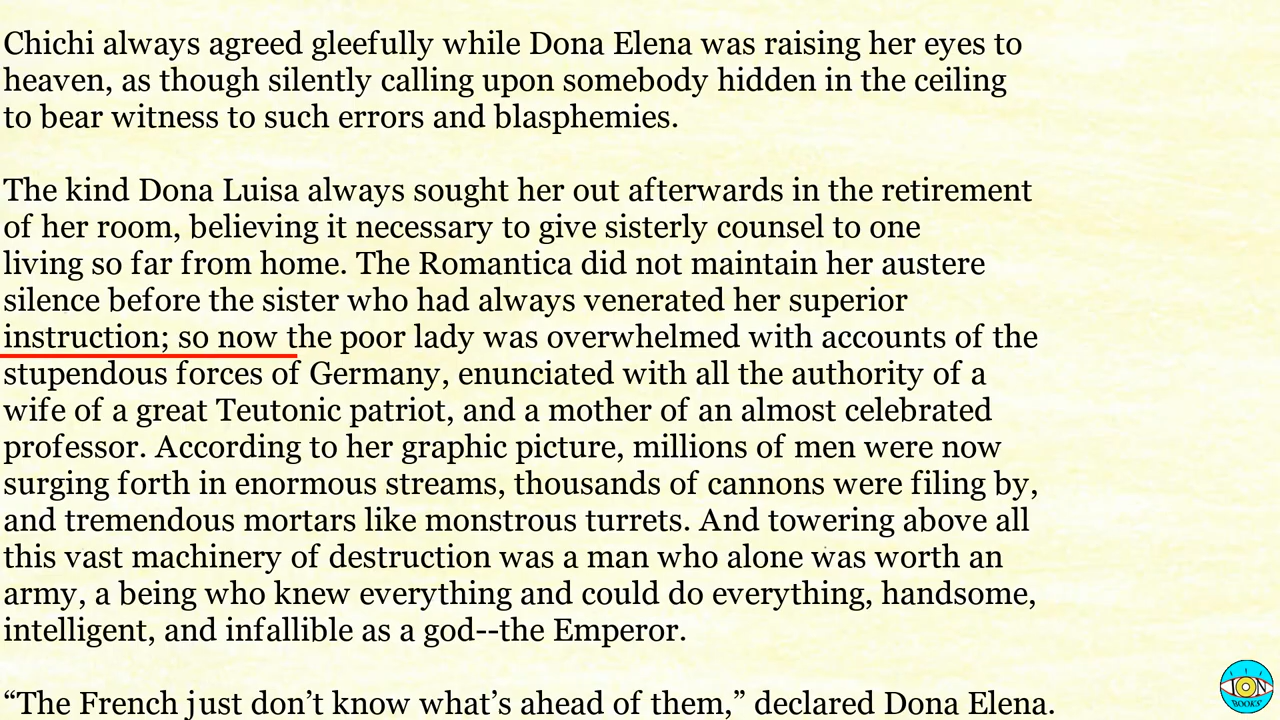 Chichi always agreed gleefully while Dona Elena was raising her eyes to
heaven, as though silently calling upon somebody hidden in the ceiling
to bear witness to such errors and blasphemies.
The kind Dona Luisa always sought her out afterwards in the retirement
of her room, believing it necessary to give sisterly counsel to one
living so far from home. The Romantica did not maintain her austere
silence before the sister who had always venerated her superior
instruction; so now the poor lady was overwhelmed with accounts of the
stupendous forces of Germany, enunciated with all the authority of a
wife of a great Teutonic patriot, and a mother of an almost celebrated
professor. According to her graphic picture, millions of men were now
surging forth in enormous streams, thousands of cannons were filing by,
and tremendous mortars like monstrous turrets. And towering above all
this vast machinery of destruction was a man who alone was worth an
army, a being who knew everything and could do everything, handsome,
intelligent, and infallible as a god--the Emperor.
“The French just don’t know what’s ahead of them,” declared Dona Elena.
ION
BOOKS